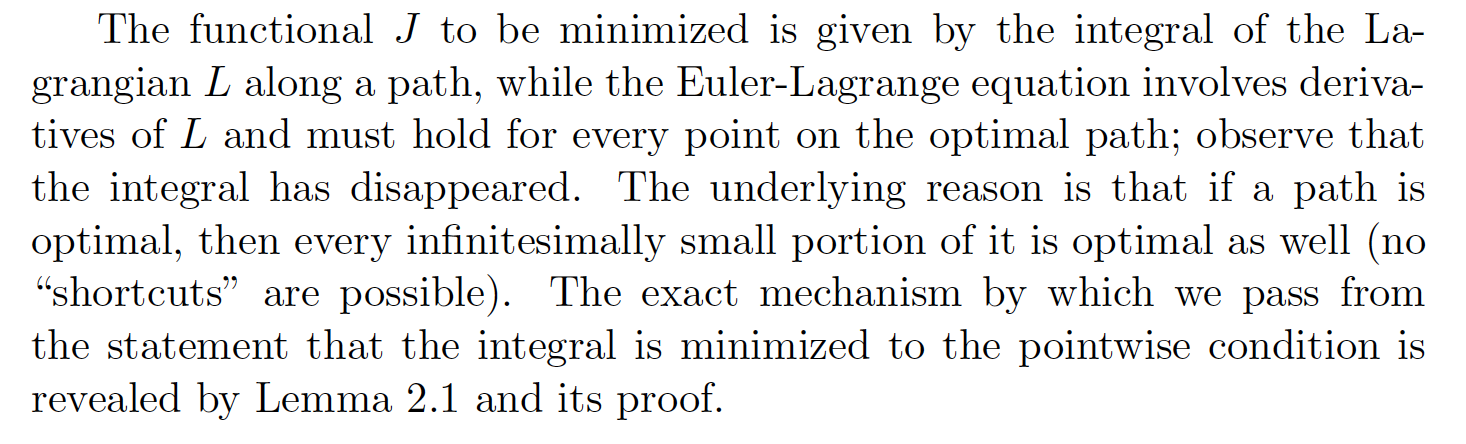 The functional J to be minimized is given by the integral of the La-
grangian L along a path, while the Euler-Lagrange equation involves deriva-
tives of L and must hold for every point on the optimal path; observe that
the integral has disappeared. The underlying reason is that if a path is
optimal, then every infinitesimally small portion of it is optimal as well (no
“shortcuts” are possible). The exact mechanism by which we pass from
the statement that the integral is minimized to the pointwise condition is
revealed by Lemma 2.1 and its proof.